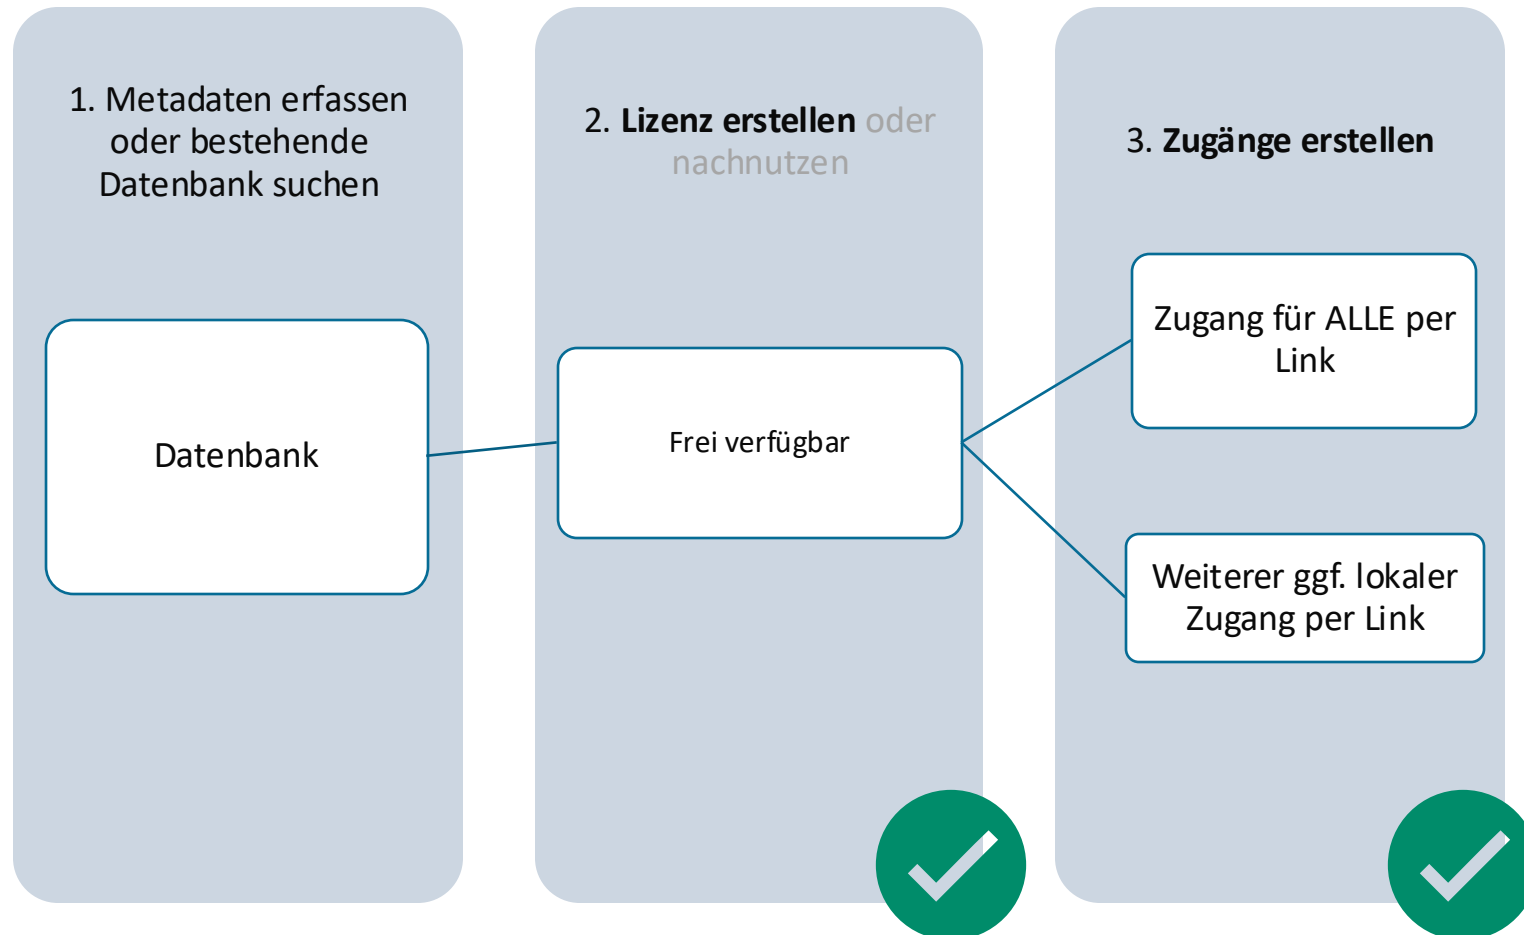 1. Metadaten erfassen
oder bestehende
Datenbank suchen
Datenbank
2. Lizenz erstellen oder
nachnutzen
Frei verfügbar
3. Zugänge erstellen
Zugang für ALLE per
Link
Weiterer ggf. lokaler
Zugang per Link